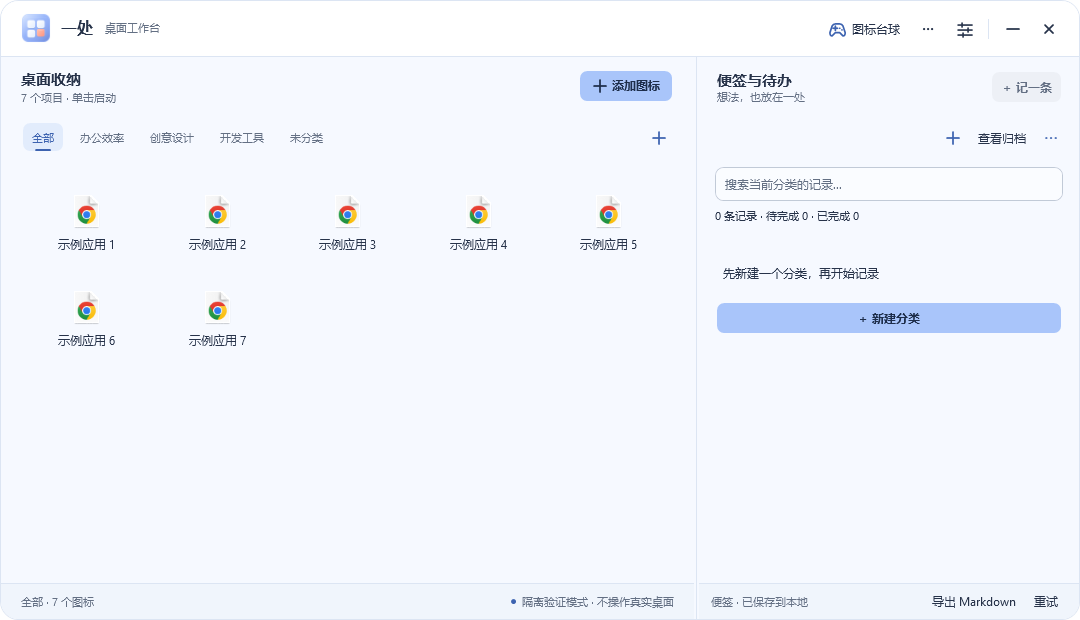 一处 桌面工作台 图标台球 ···
桌面收纳
7 个项目 · 单击启动
+ 添加图标
全部 办公效率 创意设计 开发工具 未分类 +
示例应用 1 示例应用 2 示例应用 3 示例应用 4 示例应用 5
示例应用 6 示例应用 7
全部 · 7 个图标 隔离验证模式 · 不操作真实桌面
便签与待办
想法，也放在一处
+ 记一条
+ 查看归档 ···
搜索当前分类的记录...
0 条记录 · 待完成 0 · 已完成 0
先新建一个分类，再开始记录
+ 新建分类
便签 · 已保存到本地 导出 Markdown 重试